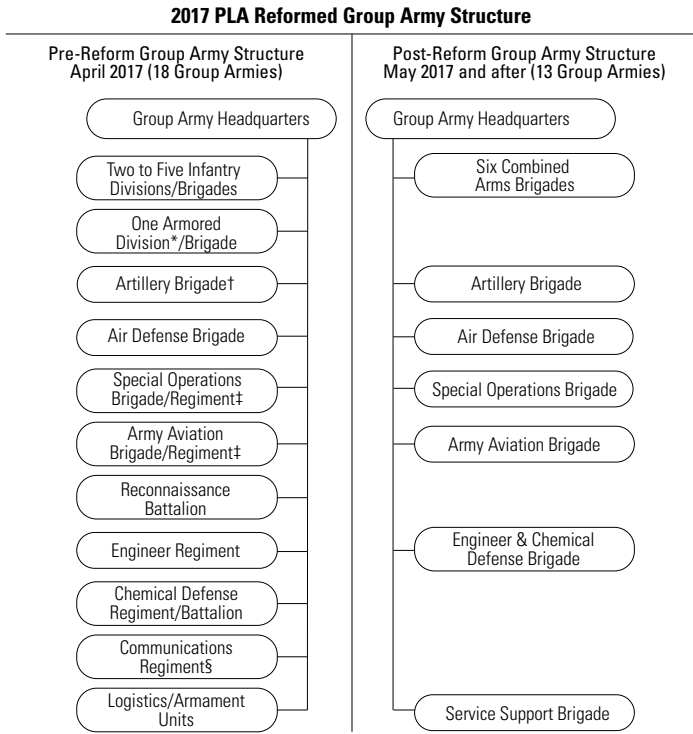 2017 PLA Reformed Group Army Structure
Pre-Reform Group Army Structure
April 2017 (18 Group Armies)
Group Army Headquarters
Two to Five Infantry
Divisions/Brigades
One Armored
Division*/Brigade
Artillery Brigade†
Air Defense Brigade
Special Operations
Brigade/Regiment‡
Army Aviation
Brigade/Regiment‡
Reconnaissance
Battalion
Engineer Regiment
Chemical Defense
Regiment/Battalion
Communications
Regiment§
Logistics/Armament
Units
Post-Reform Group Army Structure
May 2017 and after (13 Group Armies)
Group Army Headquarters
Six Combined
Arms Brigades
Artillery Brigade
Air Defense Brigade
Special Operations Brigade
Army Aviation Brigade
Engineer & Chemical
Defense Brigade
Service Support Brigade